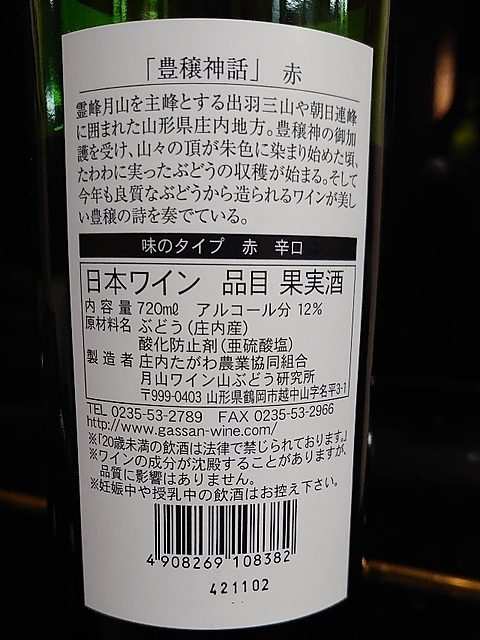 「豊穣神話」 赤
霊峰月山を主峰とする出羽三山や朝日連峰
に囲まれた山形県庄内地方。豊穣神の御加
護を受け、山々の頂が朱色に染まり始めた頃、
たわわに実ったぶどうの収穫が始まる。そして
今年も良質なぶどうから造られるワインが美し
い豊穣の詩を奏でている。
味のタイプ 赤 辛口
日本ワイン 品目 果実酒
内容量 720mℓ アルコール分 12%
原材料名 ぶどう(庄内産)
酸化防止剤(亜硫酸塩)
製造者 庄内たがわ農業協同組合
月山ワイン山ぶどう研究所
〒999-0403 山形県鶴岡市越中山字名平3-1
TEL 0235-53-2789 FAX 0235-53-2966
http://www.gassan-wine.com/
※「20歳未満の飲酒は法律で禁じられております。」
※ワインの成分が沈殿することがありますが、
品質に影響はありません。
※妊娠中や授乳中の飲酒はお控え下さい。
4 908269 108382
421102